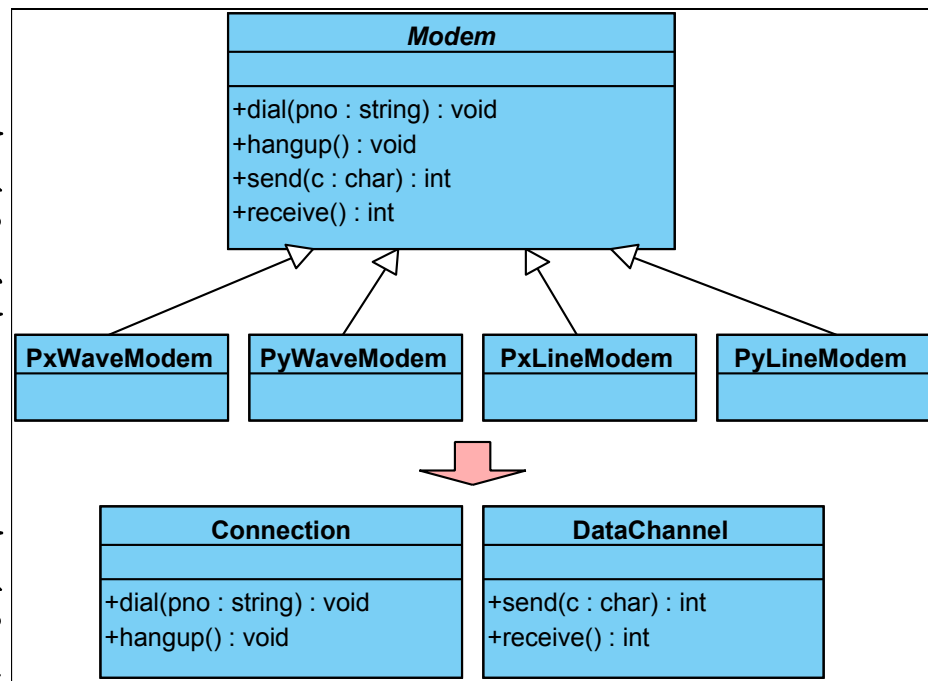 Modem
+dial(pno : string) : void
+hangup() : void
+send(c : char) : int
+receive() : int
PxWaveModem
PyWaveModem
PxLineModem
PyLineModem
Connection
+dial(pno : string) : void
+hangup() : void
DataChannel
+send(c : char) : int
+receive() : int